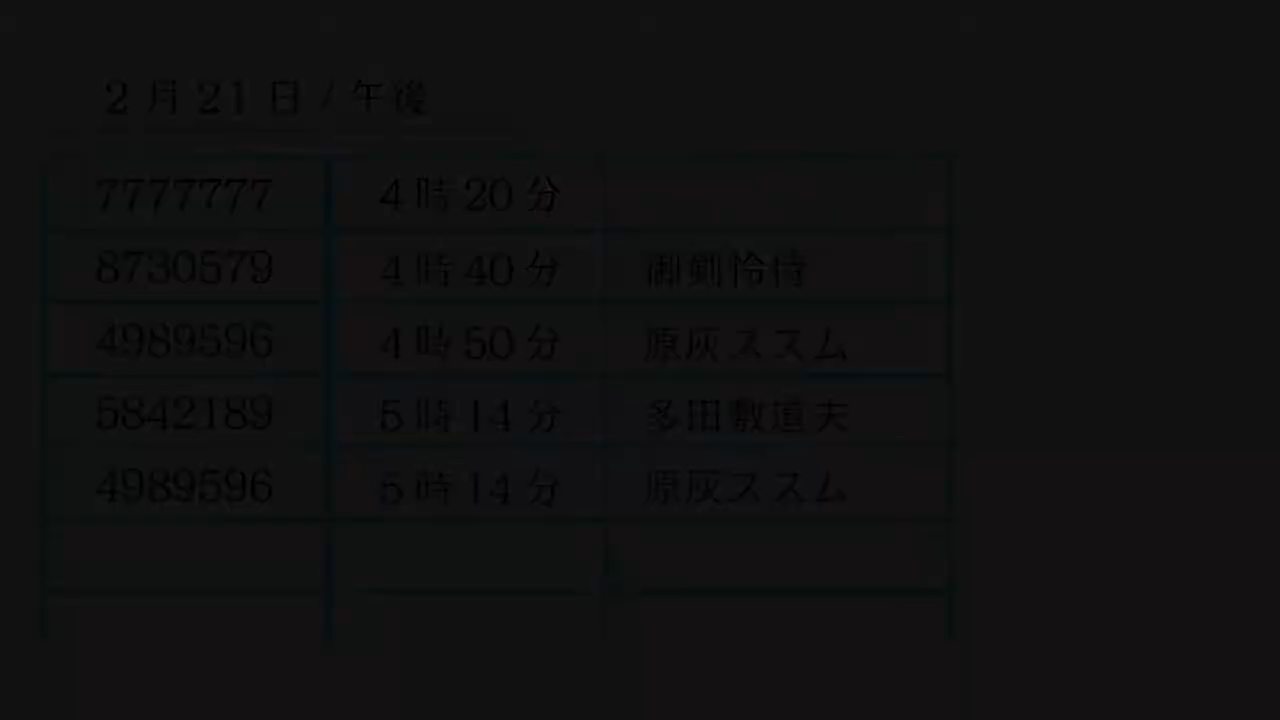 2月21日/午後
7777777 4時20分
8730579 4時40分 御剣怜侍
4989596 4時50分 原灰ススム
5842189 5時14分 多田敷道夫
4989596 5時14分 原灰ススム